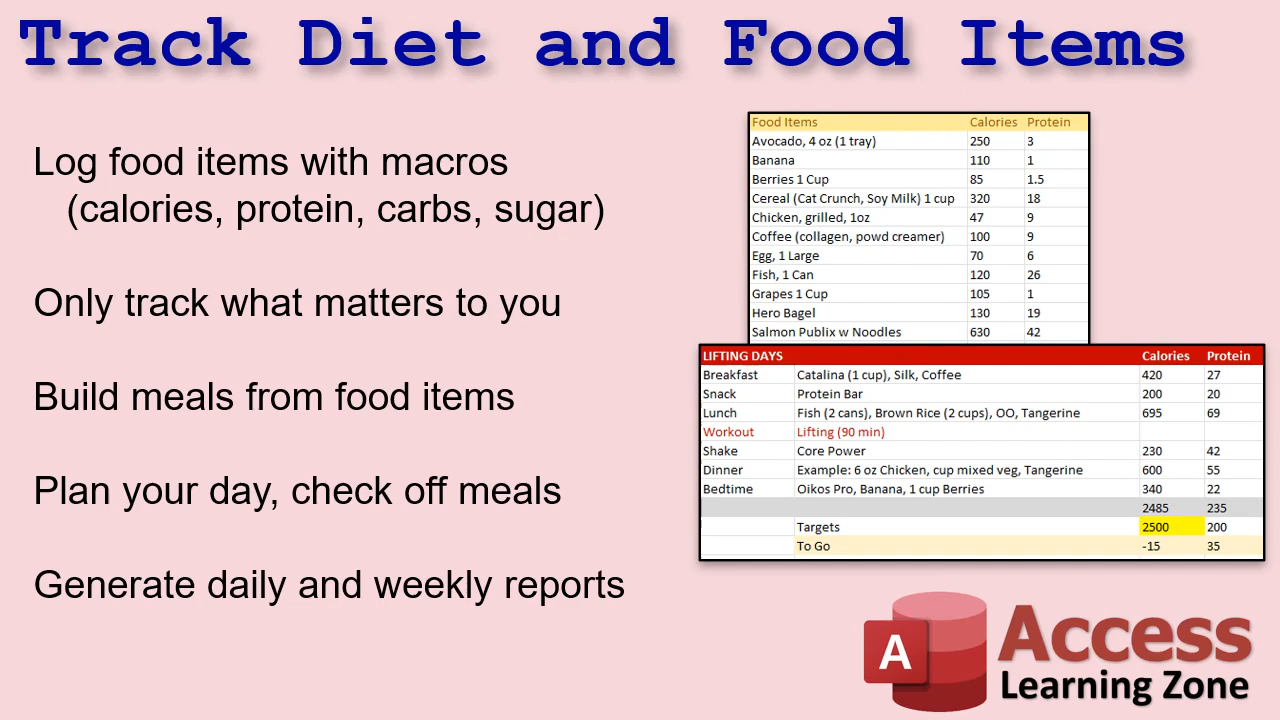 Track Diet and Food Items
Log food items with macros
(calories, protein, carbs, sugar)
Only track what matters to you
Build meals from food items
Plan your day, check off meals
Generate daily and weekly reports
Food Items Calories Protein
Avocado, 4 oz (1 tray) 250 3
Banana 110 1
Berries 1 Cup 85 1.5
Cereal (Cat Crunch, Soy Milk) 1 cup 320 18
Chicken, grilled, 1oz 47 9
Coffee (collagen, powd creamer) 100 9
Egg, 1 Large 70 6
Fish, 1 Can 120 26
Grapes 1 Cup 105 1
Hero Bagel 130 19
Salmon Publix w Noodles 630 42
LIFTING DAYS Calories Protein
Breakfast Catalina (1 cup), Silk, Coffee 420 27
Snack Protein Bar 200 20
Lunch Fish (2 cans), Brown Rice (2 cups), OO, Tangerine 695 69
Workout Lifting (90 min)
Shake Core Power 230 42
Dinner Example: 6 oz Chicken, cup mixed veg, Tangerine 600 55
Bedtime Oikos Pro, Banana, 1 cup Berries 340 22
2485 235
Targets 2500 200
To Go -15 35
A
Access
Learning Zone